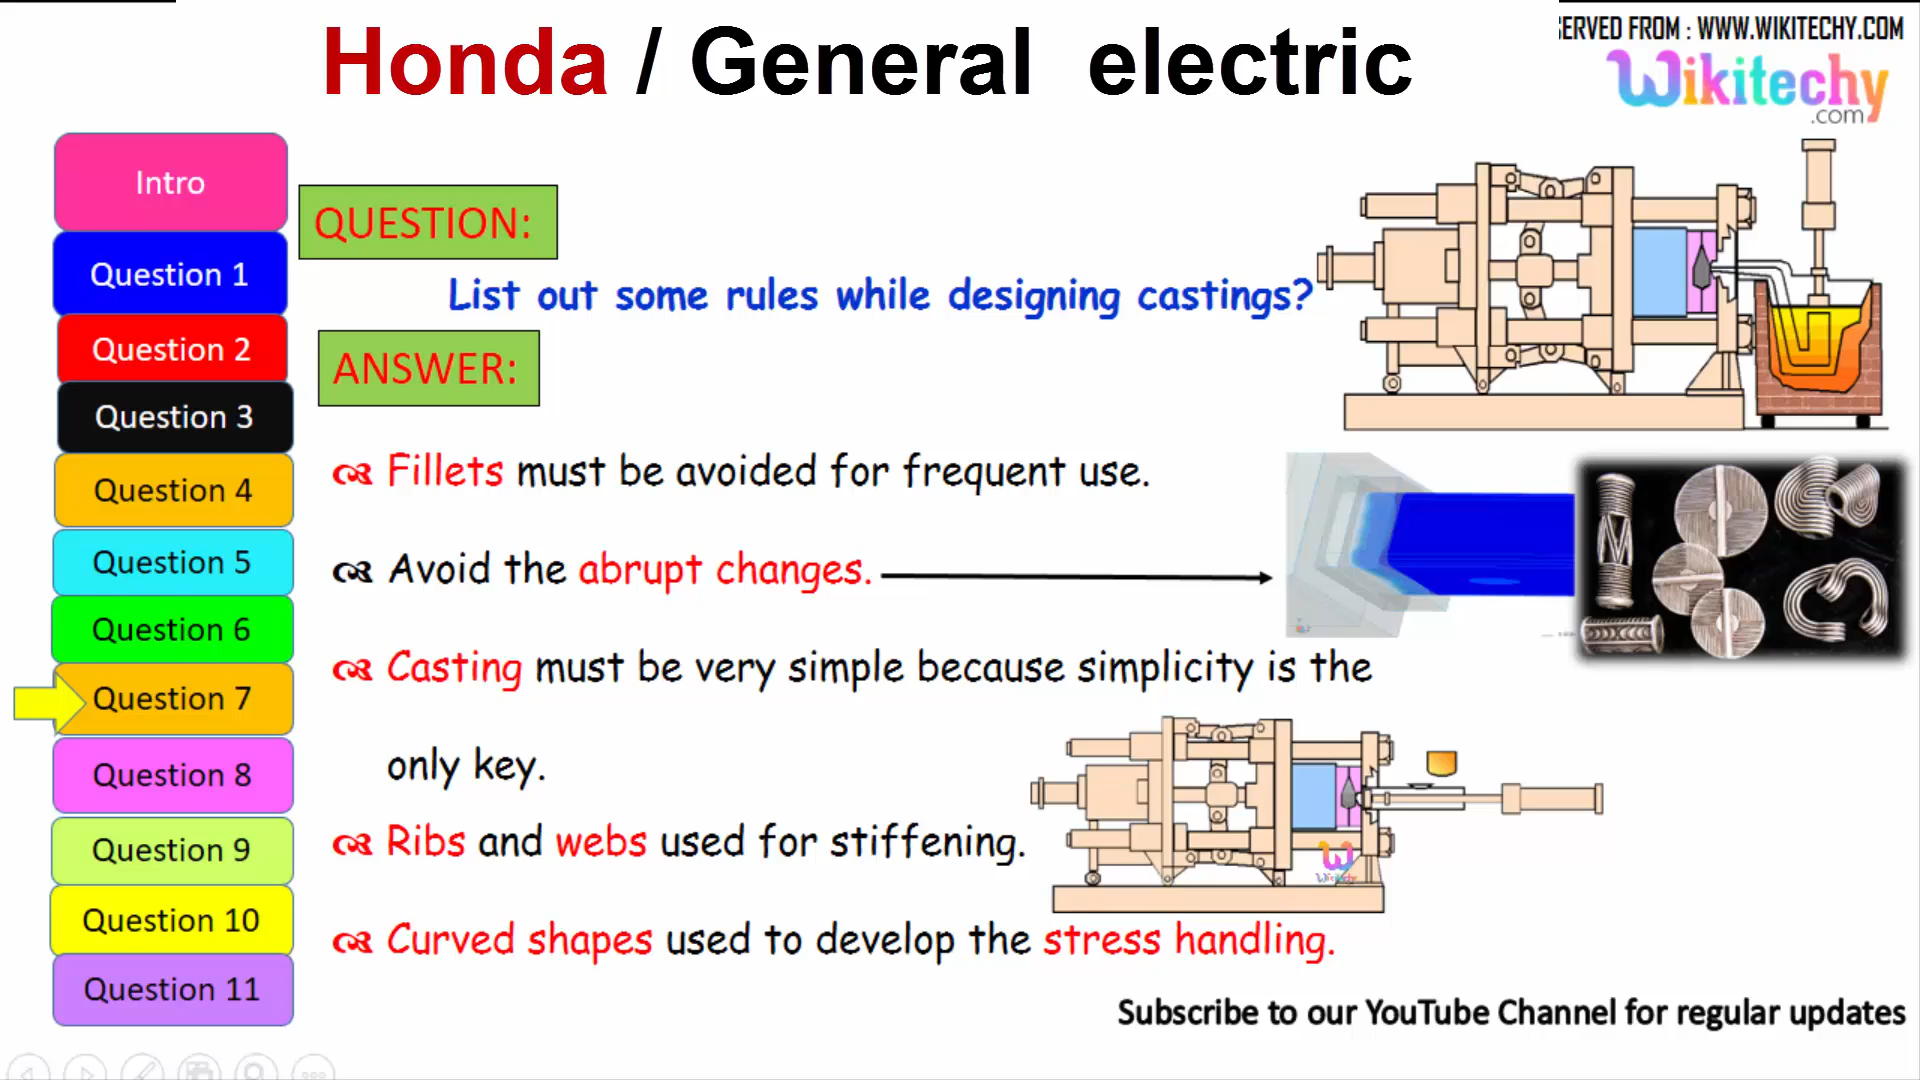 Honda / General electric
SERVED FROM : WWW.WIKITECHY.COM
Wikitechy
.com
Intro
Question 1
Question 2
Question 3
Question 4
Question 5
Question 6
Question 7
Question 8
Question 9
Question 10
Question 11
QUESTION:
List out some rules while designing castings?
ANSWER:
Fillets must be avoided for frequent use.
Avoid the abrupt changes.
Casting must be very simple because simplicity is the
only key.
Ribs and webs used for stiffening.
Wikitechy
Curved shapes used to develop the stress handling.
Subscribe to our YouTube Channel for regular updates